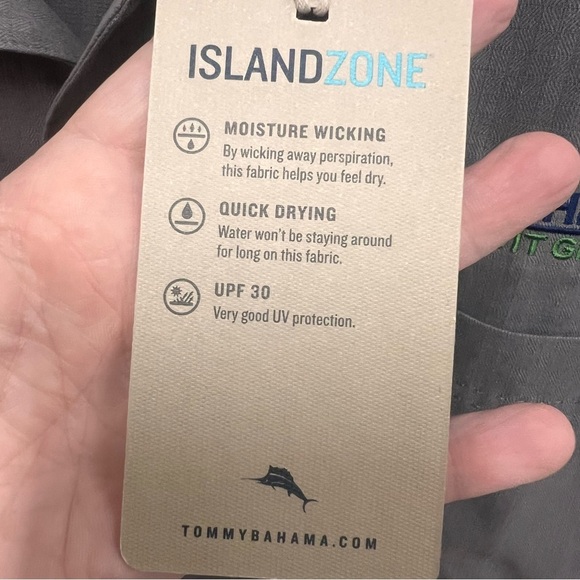 ISLANDZONE™
MOISTURE WICKING
By wicking away perspiration,
this fabric helps you feel dry.
QUICK DRYING
Water won't be staying around
for long on this fabric.
UPF 30
Very good UV protection.
TOMMYBAHAMA.COM